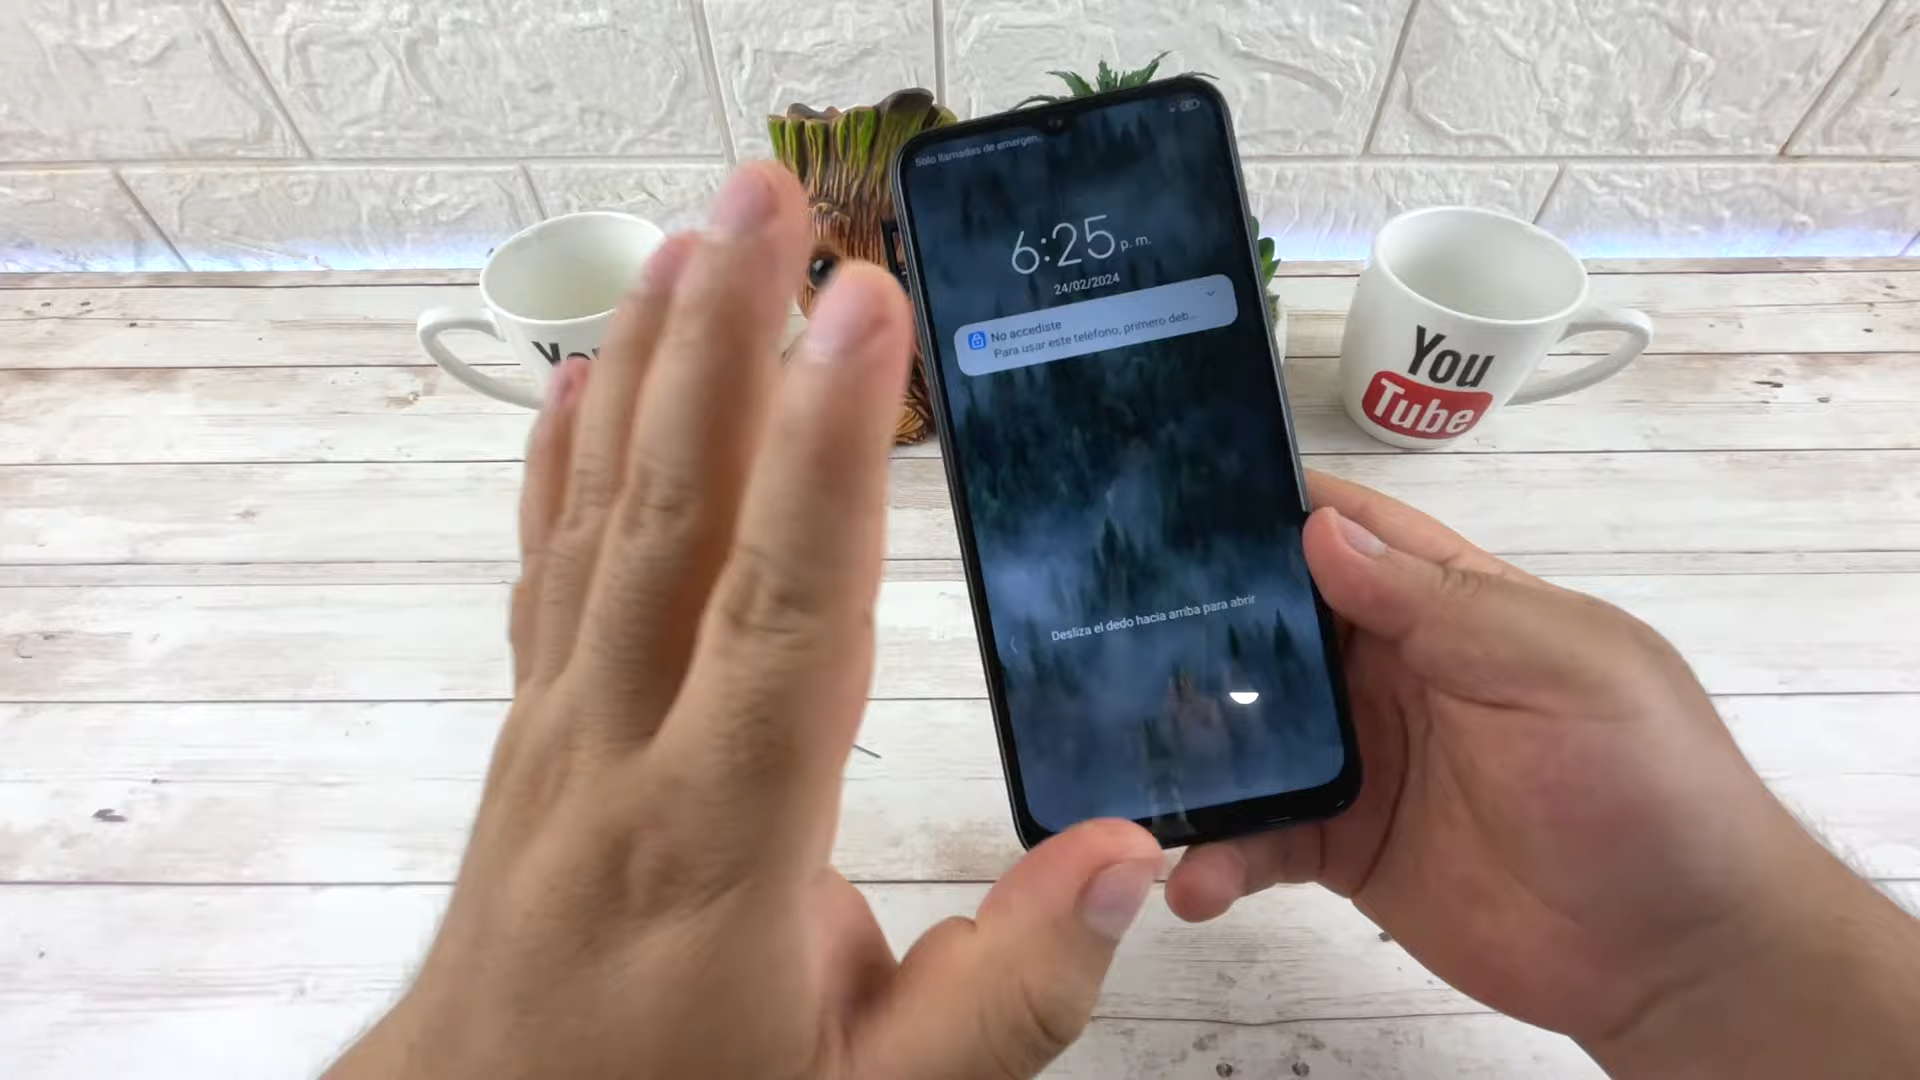 Solo llamadas de emergen..
6:25 p. m.
24/02/2024
No accediste
Para usar este teléfono, primero deb...
Desliza el dedo hacia arriba para abrir
You
Tube